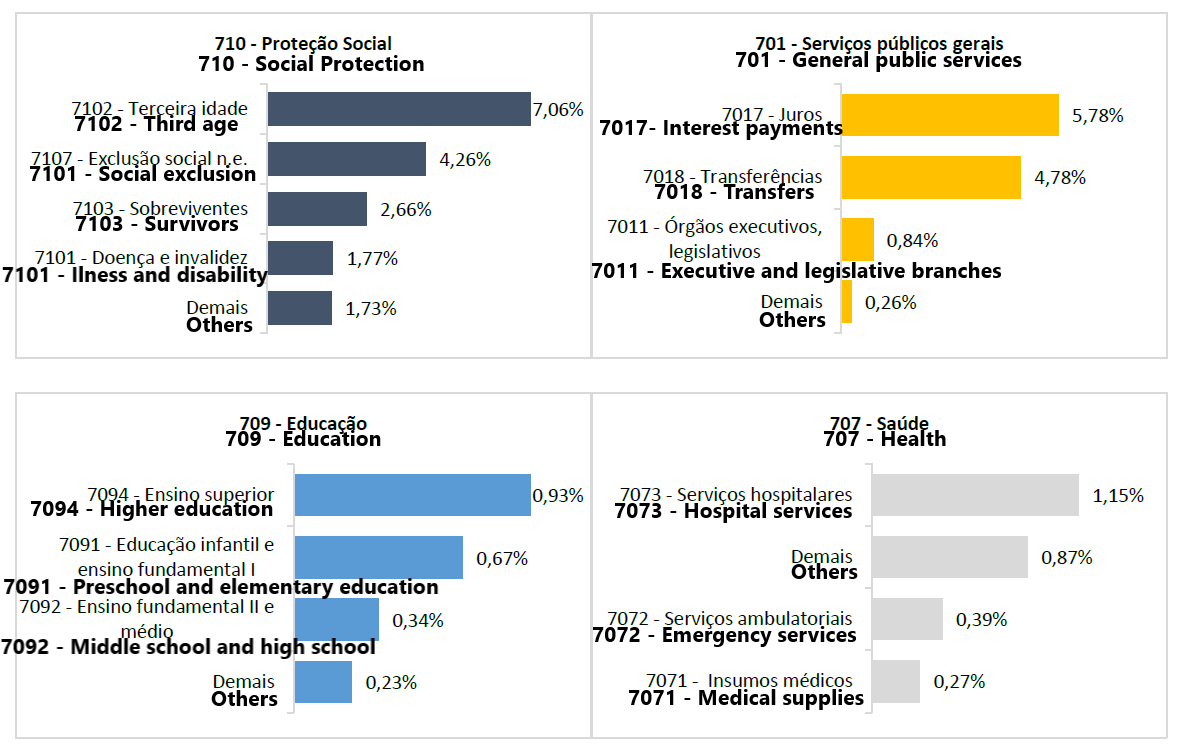 710 - Proteção Social
710 - Social Protection
7102 - Terceira idade
7102 - Third age
7,06%
7107 - Exclusão social n.e.
7101 - Social exclusion
4,26%
7103 - Sobreviventes
7103 - Survivors
2,66%
7101 - Doença e invalidez
7101 - Ilness and disability
1,77%
Demais
Others
1,73%
701 - Serviços públicos gerais
701 - General public services
7017 - Juros
7017- Interest payments
5,78%
7018 - Transferências
7018 - Transfers
4,78%
7011 - Órgãos executivos,
legislativos
7011 - Executive and legislative branches
0,84%
Demais
Others
0,26%
709 - Educação
709 - Education
7094 - Ensino superior
7094 - Higher education
0,93%
7091 - Educação infantil e
ensino fundamental I
7091 - Preschool and elementary education
0,67%
7092 - Ensino fundamental II e
médio
7092 - Middle school and high school
0,34%
Demais
Others
0,23%
707 - Saúde
707 - Health
7073 - Serviços hospitalares
7073 - Hospital services
1,15%
Demais
Others
0,87%
7072 - Serviços ambulatoriais
7072 - Emergency services
0,39%
7071 - Insumos médicos
7071 - Medical supplies
0,27%